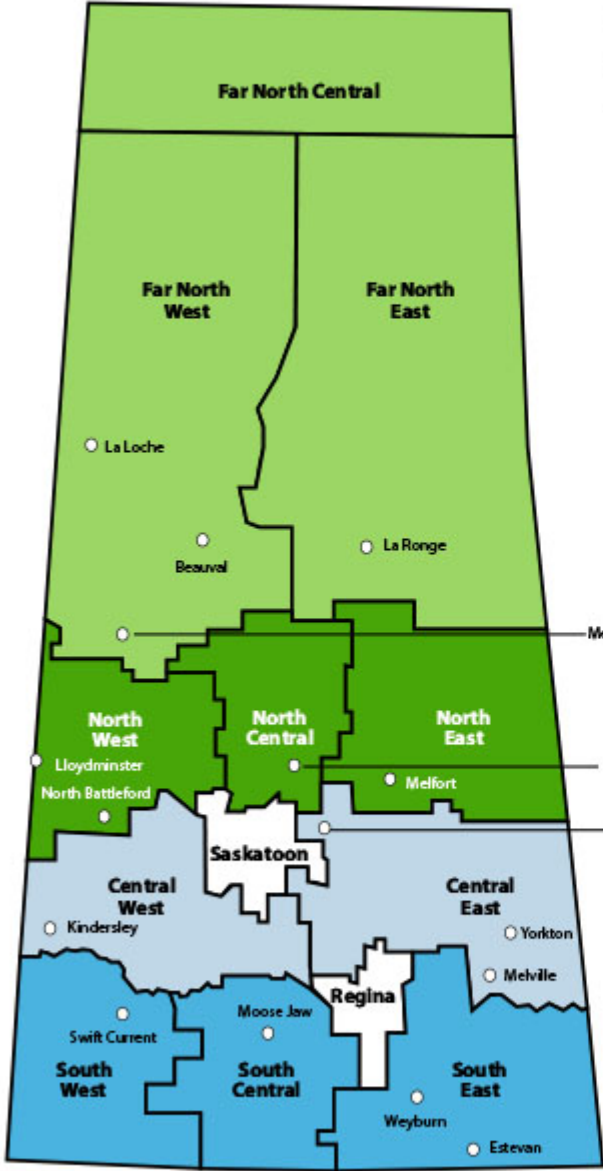 Far North Central
Far North
West
Far North
East
La Loche
Beauval
La Ronge
North
West
North
Central
North
East
Lloydminster
North Battleford
Melfort
Saskatoon
Central
West
Central
East
Kindersley
Yorkton
Melville
Regina
Moose Jaw
Swift Current
South
West
South
Central
South
East
Weyburn
Estevan